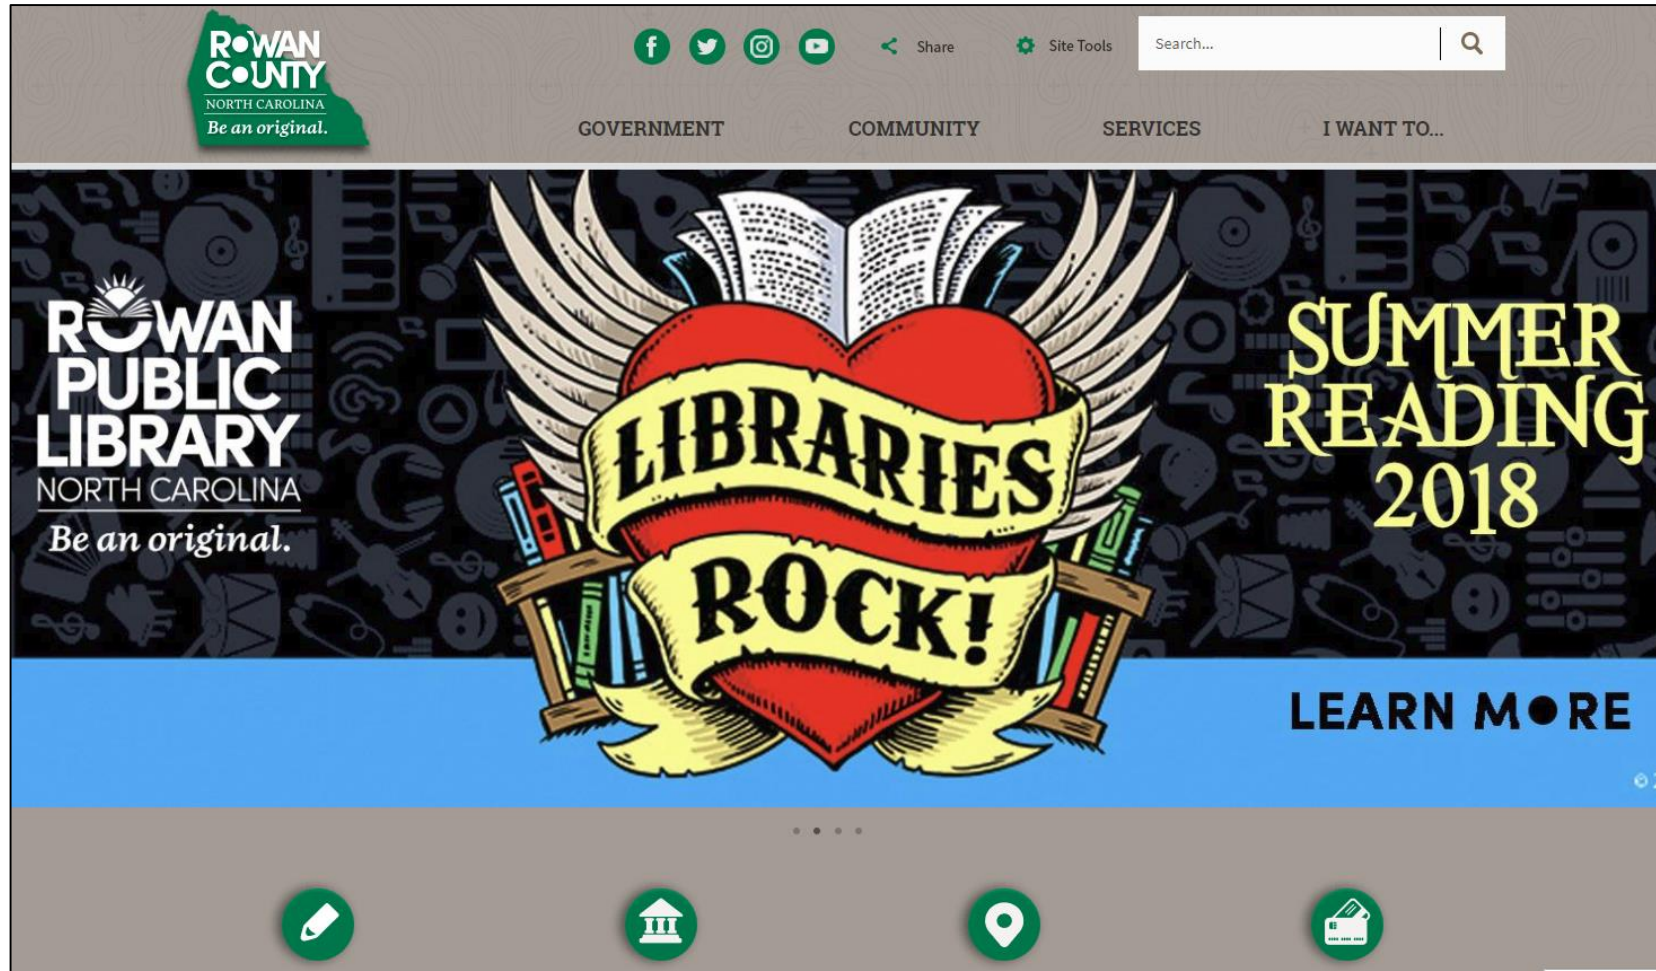 ROWAN
COUNTY
NORTH CAROLINA
Be an original.
Share
Site Tools
Search...
GOVERNMENT
COMMUNITY
SERVICES
I WANT TO...
ROWAN
PUBLIC
LIBRARY
NORTH CAROLINA
Be an original.
LIBRARIES
ROCK!
SUMMER
READING
2018
LEARN MORE